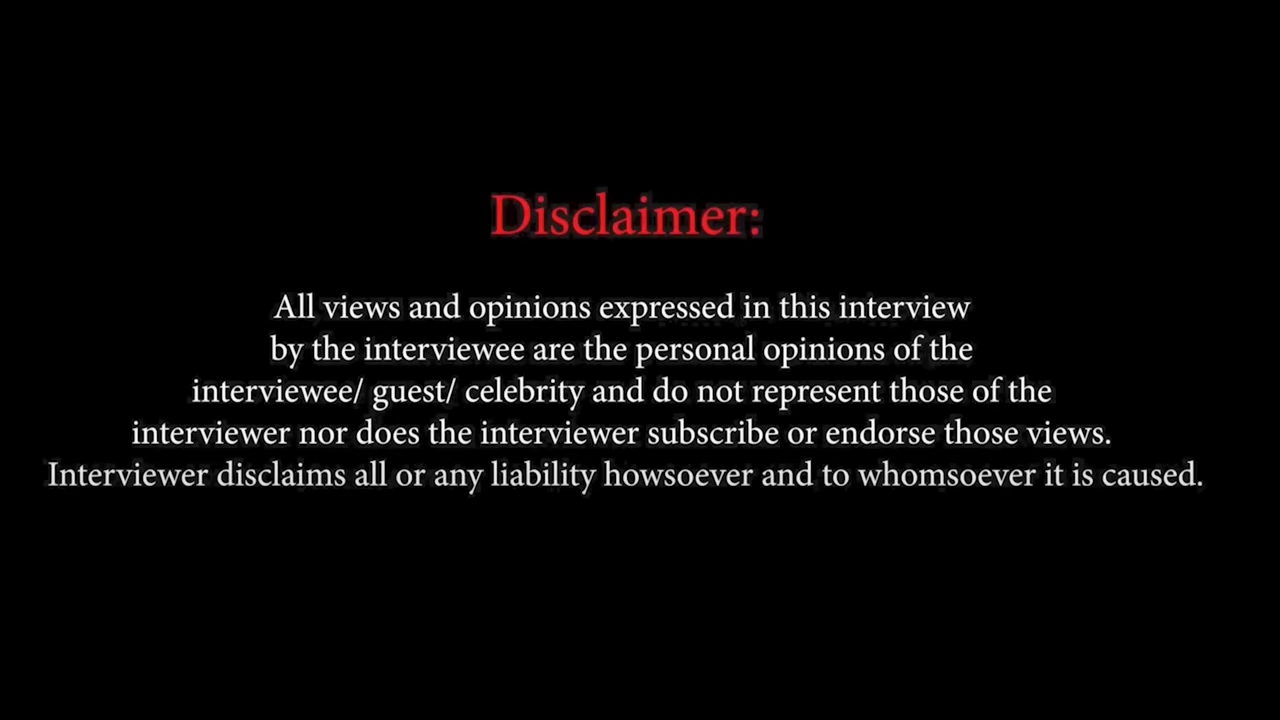 Disclaimer:
All views and opinions expressed in this interview
by the interviewee are the personal opinions of the
interviewee/ guest/ celebrity and do not represent those of the
interviewer nor does the interviewer subscribe or endorse those views.
Interviewer disclaims all or any liability howsoever and to whomsoever it is caused.